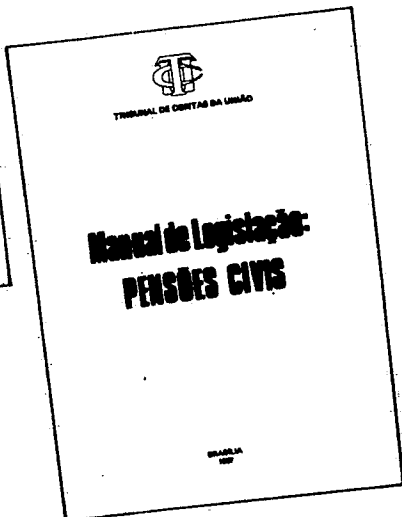 TRIBUNAL DE CONTAS DA UNIÃO
Manual de Legislação:
PENSÕES CIVIS
BRASÍLIA